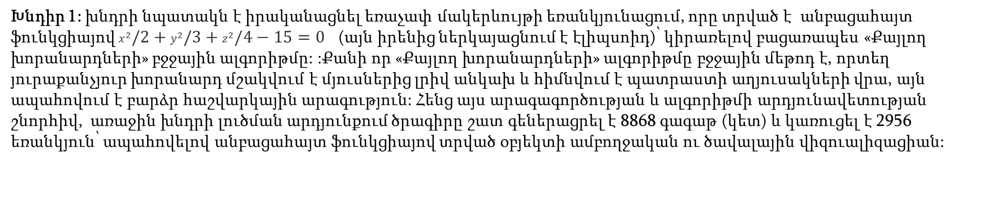 Խնդիր 1: խնդրի նպատակն է իրականացնել եռաչափ մակերևույթի եռանկյունացում, որը տրված է անբացահայտ
ֆունկցիայով x²/2 + y²/3 + z²/4 − 15 = 0 (այն իրենից ներկայացնում է էլիպսոիդ)՝ կիրառելով բացառապես «Քայլող
խորանարդների» բջջային ալգորիթմը: :Քանի որ «Քայլող խորանարդների» ալգորիթմը բջջային մեթոդ է, որտեղ
յուրաքանչյուր խորանարդ մշակվում է մյուսներից լրիվ անկախ և հիմնվում է պատրաստի աղյուսակների վրա, այն
ապահովում է բարձր հաշվարկային արագություն: Հենց այս արագագործության և ալգորիթմի արդյունավետության
շնորհիվ, առաջին խնդրի լուծման արդյունքում ծրագիրը շատ գեներացրել է 8868 գագաթ (կետ) և կառուցել է 2956
եռանկյուն՝ ապահովելով անբացահայտ ֆունկցիայով տրված օբյեկտի ամբողջական ու ծավալային վիզուալիզացիան: